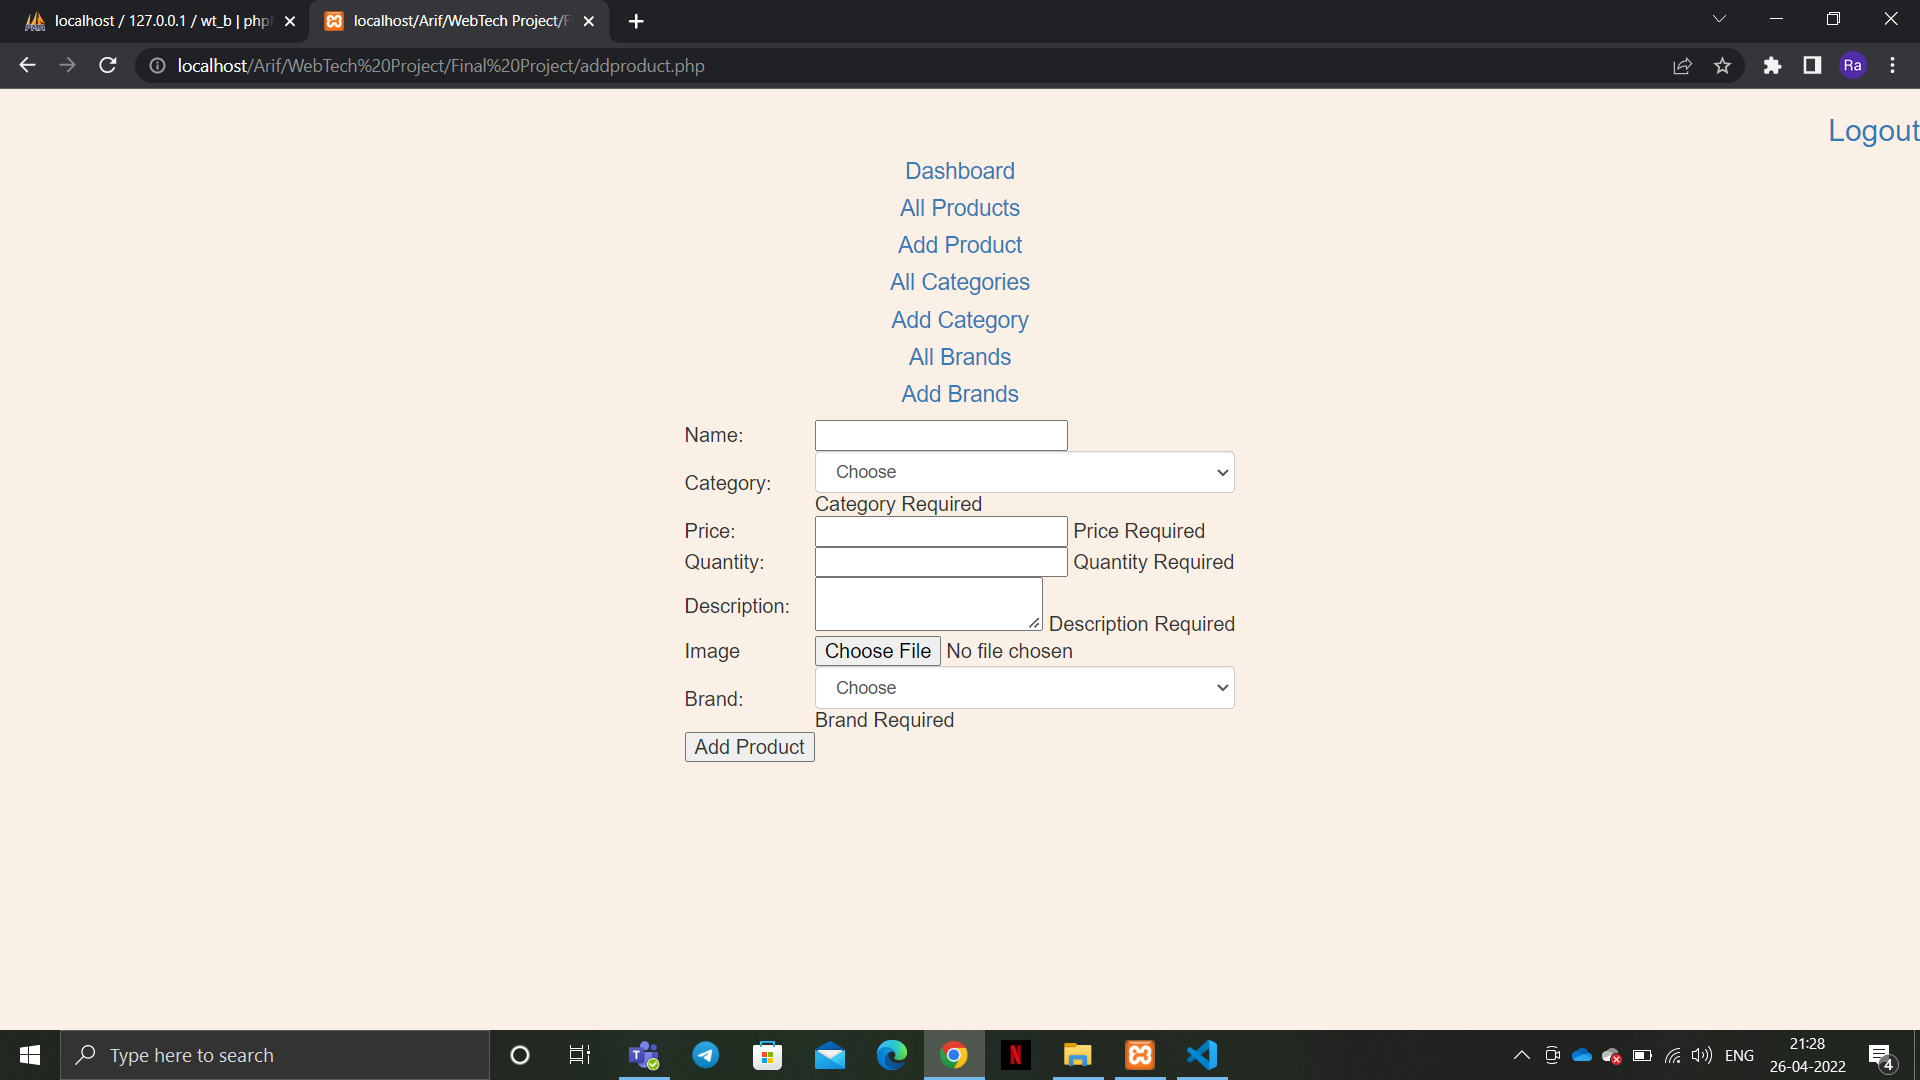 localhost / 127.0.0.1 / wt_b | php
localhost/Arif/WebTech Project/F
localhost/Arif/WebTech%20Project/Final%20Project/addproduct.php
Ra
Logout
Dashboard
All Products
Add Product
All Categories
Add Category
All Brands
Add Brands
Name:
Category: Choose
Category Required
Price: Price Required
Quantity: Quantity Required
Description: Description Required
Image Choose File No file chosen
Brand: Choose
Brand Required
Add Product
Type here to search
ENG
21:28
26-04-2022
4